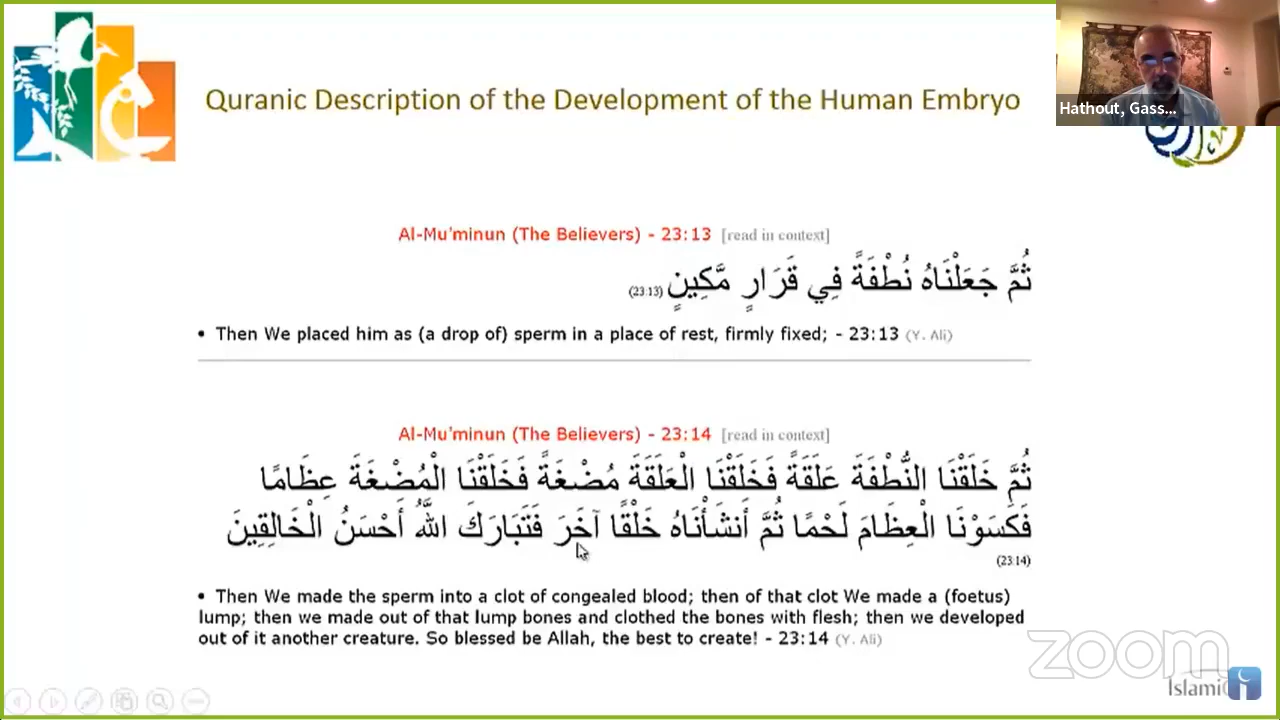 Quranic Description of the Development of the Human Embryo
Hathout, Gass...
Al-Mu'minun (The Believers) - 23:13 [read in context]
ثُمَّ جَعَلْنَاهُ نُطْفَةً فِي قَرَارٍ مَّكِينٍ (23:13)
• Then We placed him as (a drop of) sperm in a place of rest, firmly fixed; - 23:13 (Y. Ali)
Al-Mu'minun (The Believers) - 23:14 [read in context]
ثُمَّ خَلَقْنَا النُّطْفَةَ عَلَقَةً فَخَلَقْنَا الْعَلَقَةَ مُضْغَةً فَخَلَقْنَا الْمُضْغَةَ عِظَامًا
فَكَسَوْنَا الْعِظَامَ لَحْمًا ثُمَّ أَنشَأْنَاهُ خَلْقًا آخَرَ فَتَبَارَكَ اللَّهُ أَحْسَنُ الْخَالِقِينَ
(23:14)
• Then We made the sperm into a clot of congealed blood; then of that clot We made a (foetus)
lump; then we made out of that lump bones and clothed the bones with flesh; then we developed
out of it another creature. So blessed be Allah, the best to create! - 23:14 (Y. Ali)
zoom
Islami